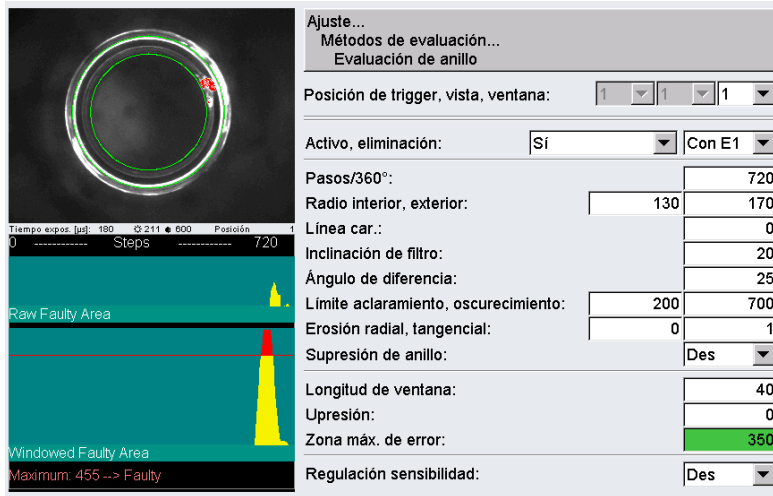 Ajuste...
Métodos de evaluación...
Evaluación de anillo
Posición de trigger, vista, ventana: 1 1 1
Activo, eliminación: Sí Con E1
Pasos/360°: 720
Radio interior, exterior: 130 170
Línea car.: 0
Inclinación de filtro: 20
Ángulo de diferencia: 25
Límite aclaramiento, oscurecimiento: 200 700
Erosión radial, tangencial: 0 1
Supresión de anillo: Des
Longitud de ventana: 40
Upresión: 0
Zona máx. de error: 350
Regulación sensibilidad: Des
Tiempo expos. [µs]: 180 211 600 Posición 1
0 ------------ Steps ------------ 720
Raw Faulty Area
Windowed Faulty Area
Maximum: 455 --> Faulty